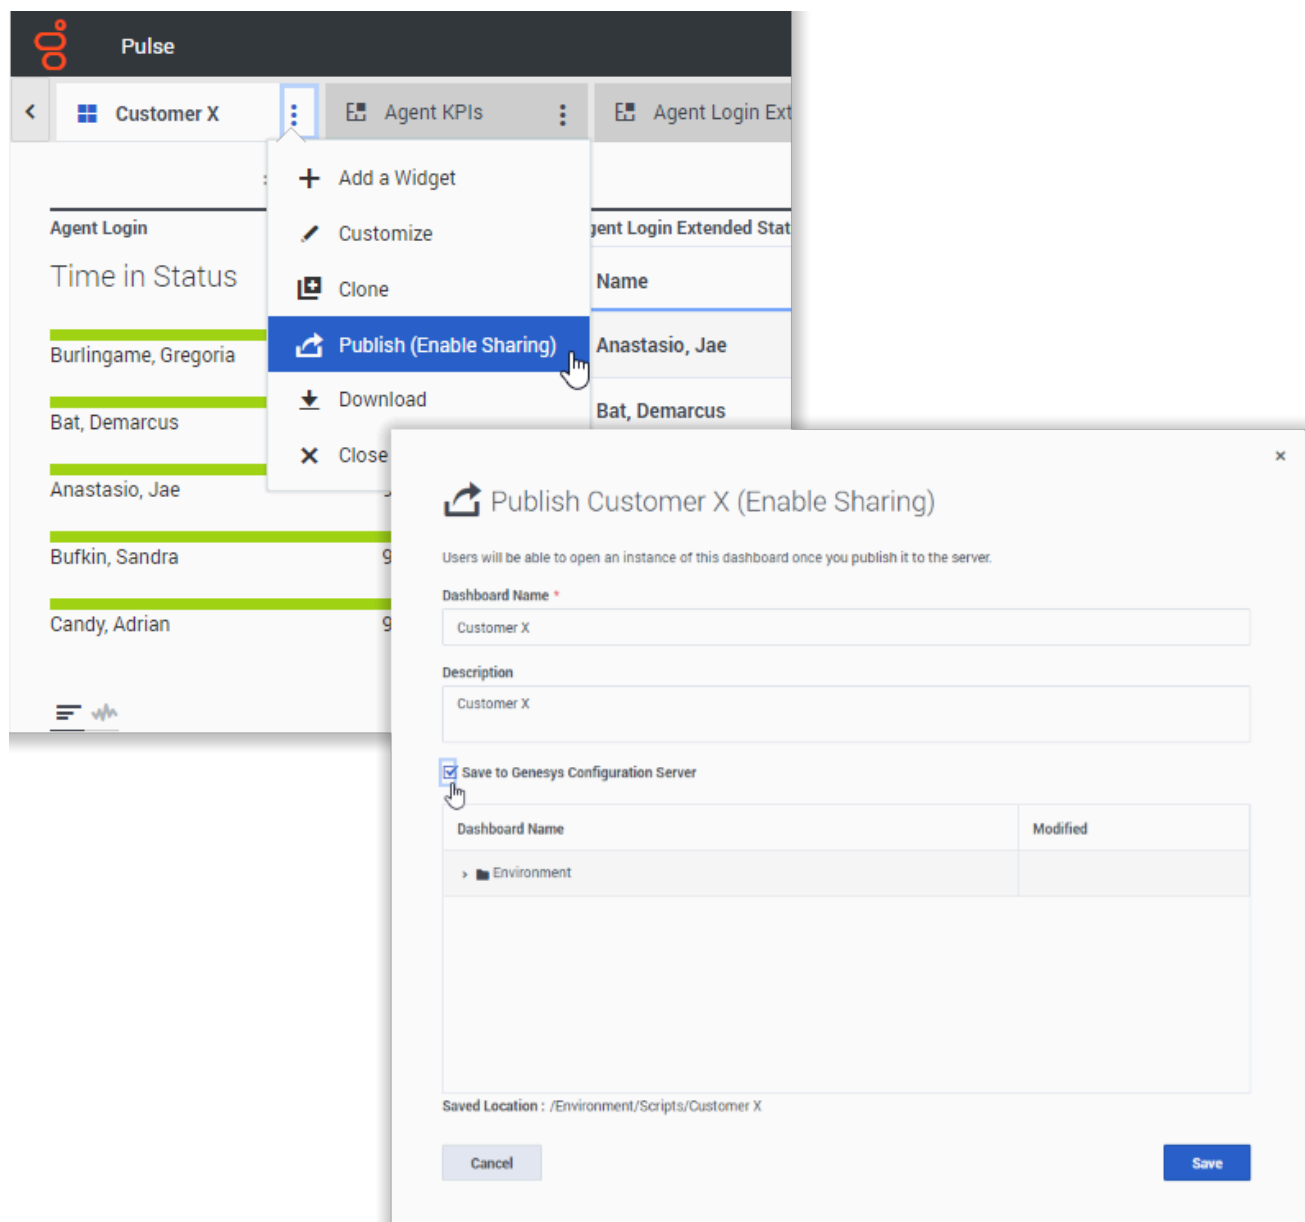 Pulse
Customer X
Agent KPIs
Agent Login Ext
Add a Widget
Agent Login
gent Login Extended Stat
Customize
Time in Status
Name
Clone
Publish (Enable Sharing)
Anastasio, Jae
Burlingame, Gregoria
Download
Bat, Demarcus
Bat, Demarcus
Close
Anastasio, Jae
Bufkin, Sandra 9
Candy, Adrian 9
Publish Customer X (Enable Sharing)
Users will be able to open an instance of this dashboard once you publish it to the server.
Dashboard Name *
Customer X
Description
Customer X
Save to Genesys Configuration Server
Dashboard Name Modified
Environment
Saved Location : /Environment/Scripts/Customer X
Cancel Save